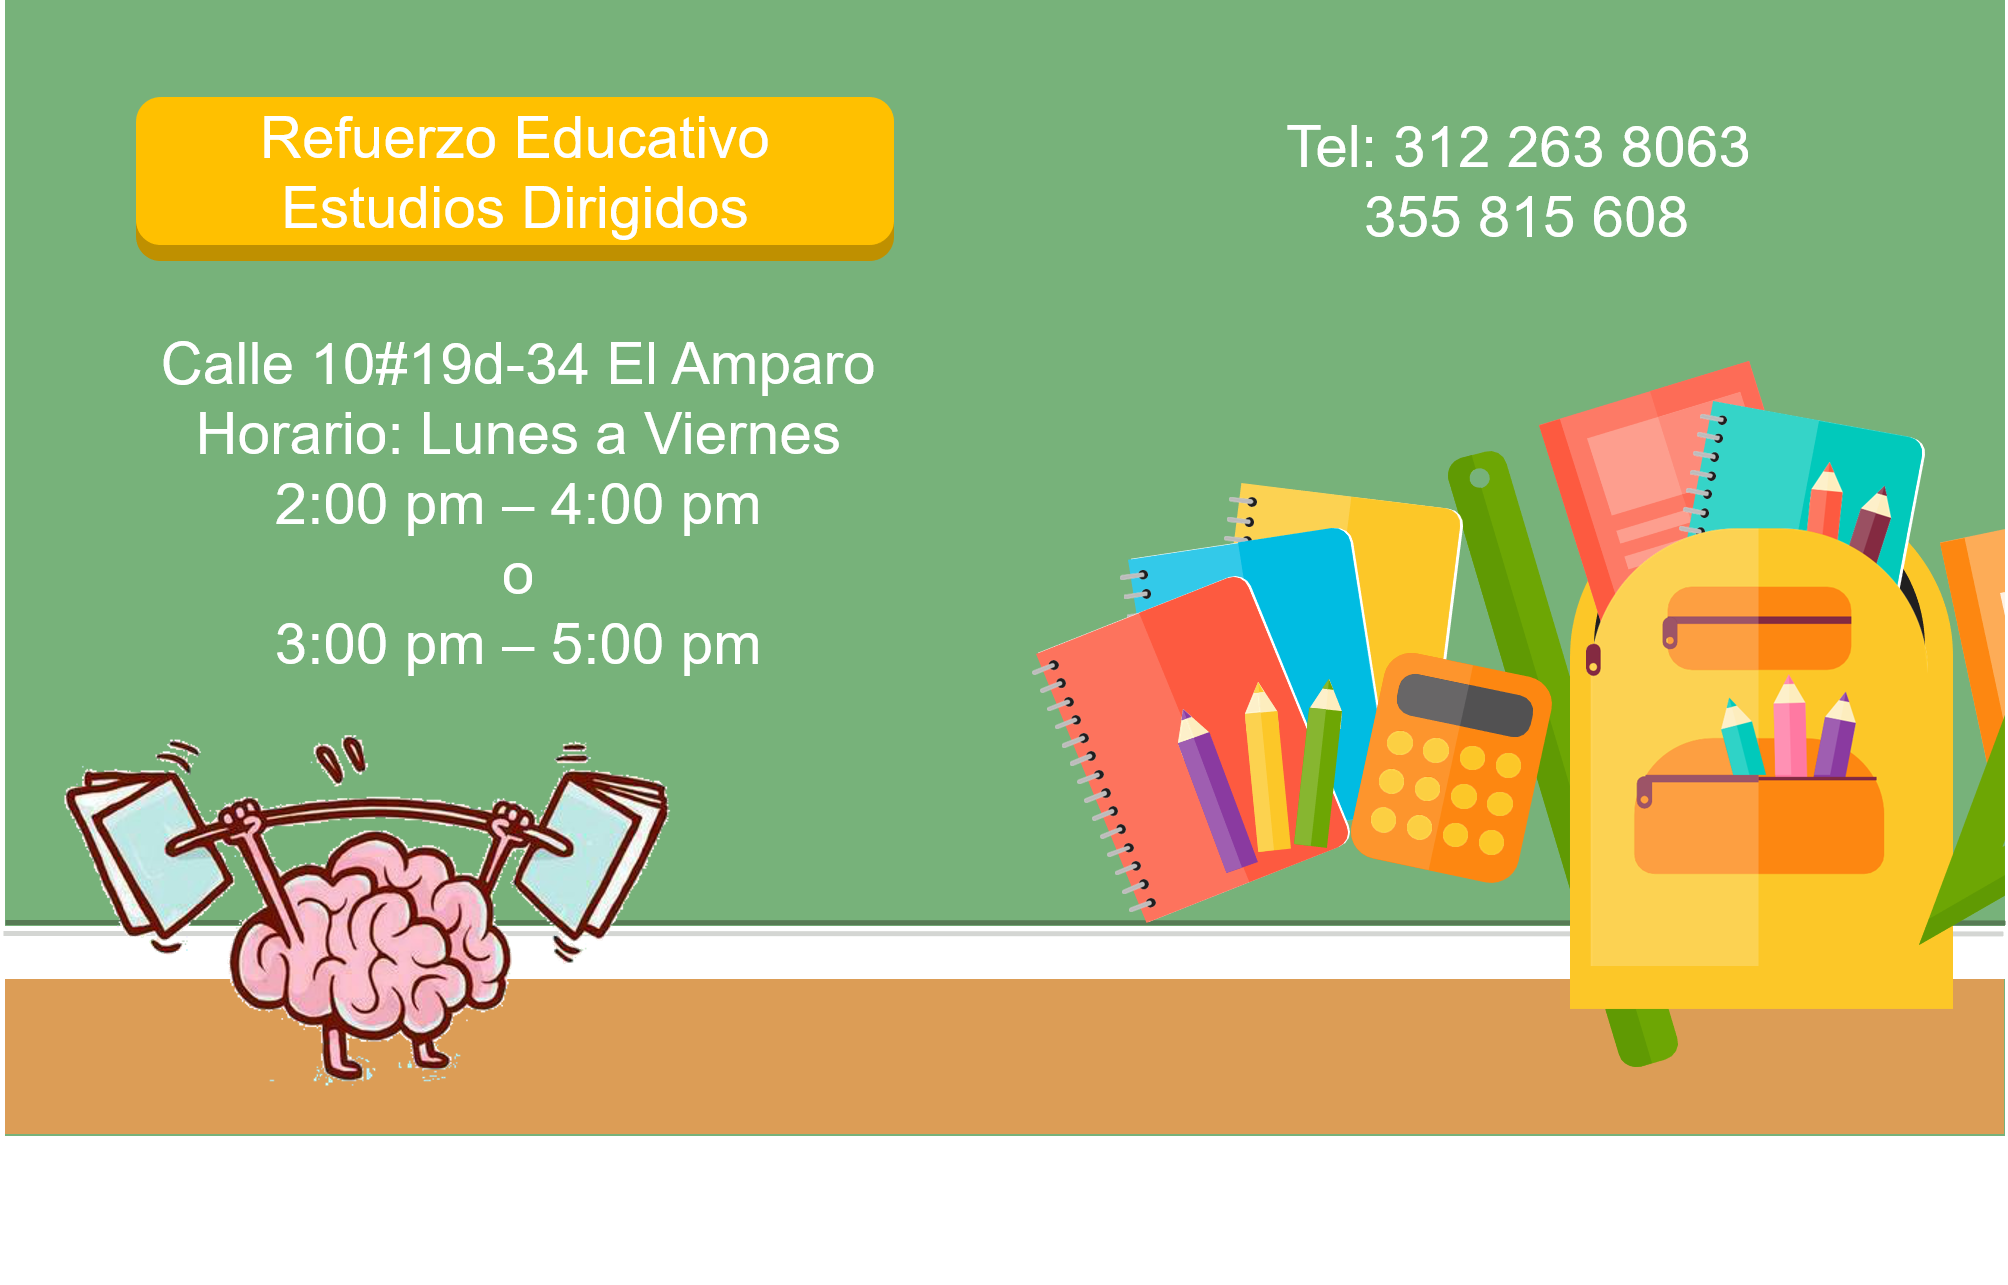 Refuerzo Educativo
Estudios Dirigidos
Tel: 312 263 8063
355 815 608
Calle 10#19d-34 El Amparo
Horario: Lunes a Viernes
2:00 pm – 4:00 pm
o
3:00 pm – 5:00 pm